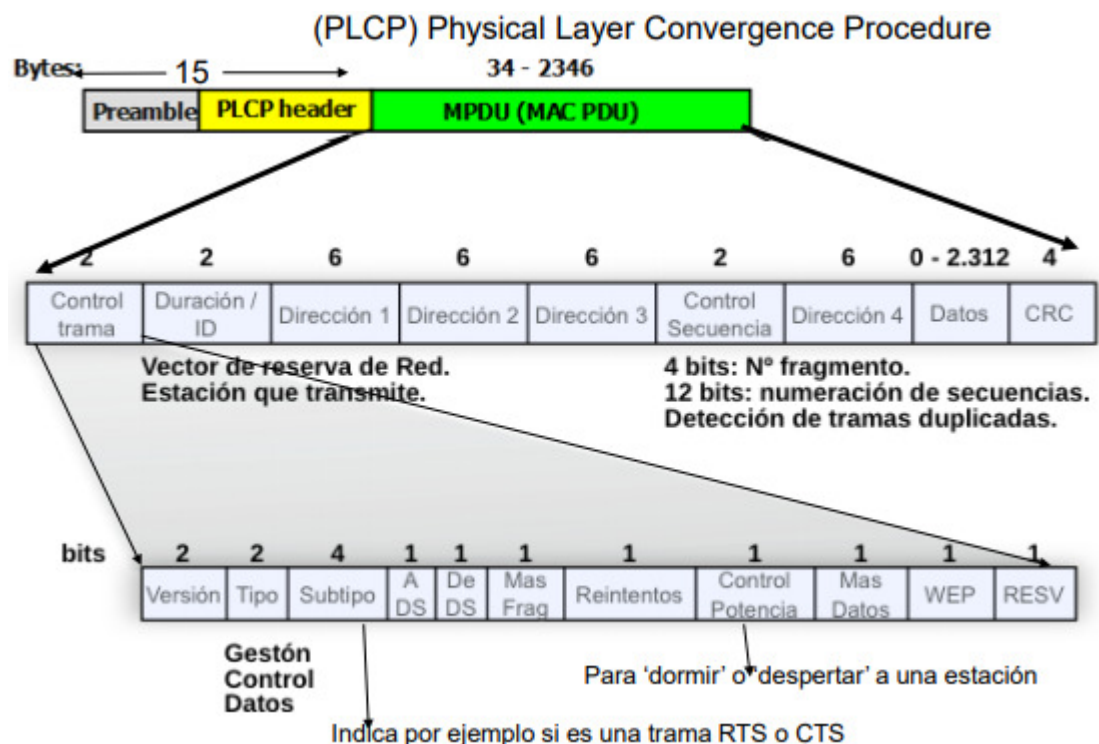 (PLCP) Physical Layer Convergence Procedure
Bytes: 15 34 - 2346
Preamble PLCP header MPDU (MAC PDU)
2 2 6 6 6 2 6 0 - 2.312 4
Control trama
Duración / ID
Dirección 1
Dirección 2
Dirección 3
Control Secuencia
Dirección 4
Datos
CRC
Vector de reserva de Red.
Estación que transmite.
4 bits: Nº fragmento.
12 bits: numeración de secuencias.
Detección de tramas duplicadas.
bits 2 2 4 1 1 1 1 1 1 1 1
Versión
Tipo
Subtipo
A DS
De DS
Mas Frag
Reintentos
Control Potencia
Mas Datos
WEP
RESV
Gestón
Control
Datos
Para ‘dormir’ o ‘despertar’ a una estación
Indica por ejemplo si es una trama RTS o CTS